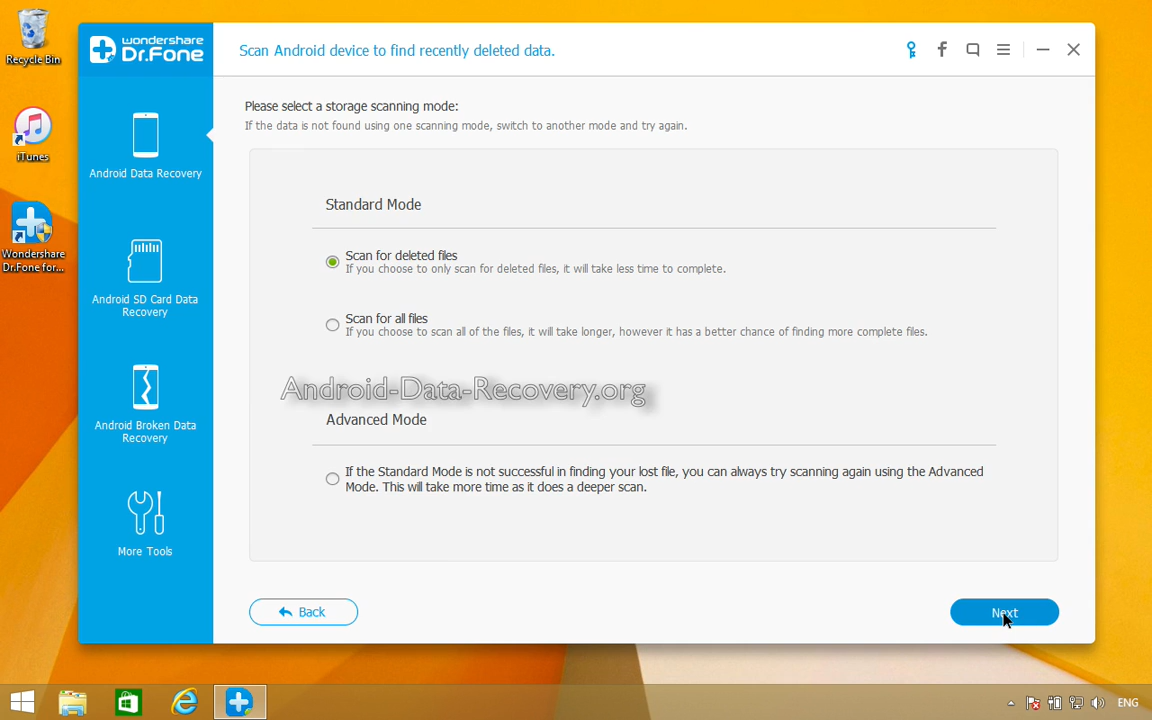 Recycle Bin
iTunes
Wondershare
Dr.Fone for...
wondershare
Dr.Fone
Android Data Recovery
Android SD Card Data
Recovery
Android Broken Data
Recovery
More Tools
Scan Android device to find recently deleted data.
Please select a storage scanning mode:
If the data is not found using one scanning mode, switch to another mode and try again.
Standard Mode
Scan for deleted files
If you choose to only scan for deleted files, it will take less time to complete.
Scan for all files
If you choose to scan all of the files, it will take longer, however it has a better chance of finding more complete files.
Android-Data-Recovery.org
Advanced Mode
If the Standard Mode is not successful in finding your lost file, you can always try scanning again using the Advanced
Mode. This will take more time as it does a deeper scan.
Back
Next
ENG